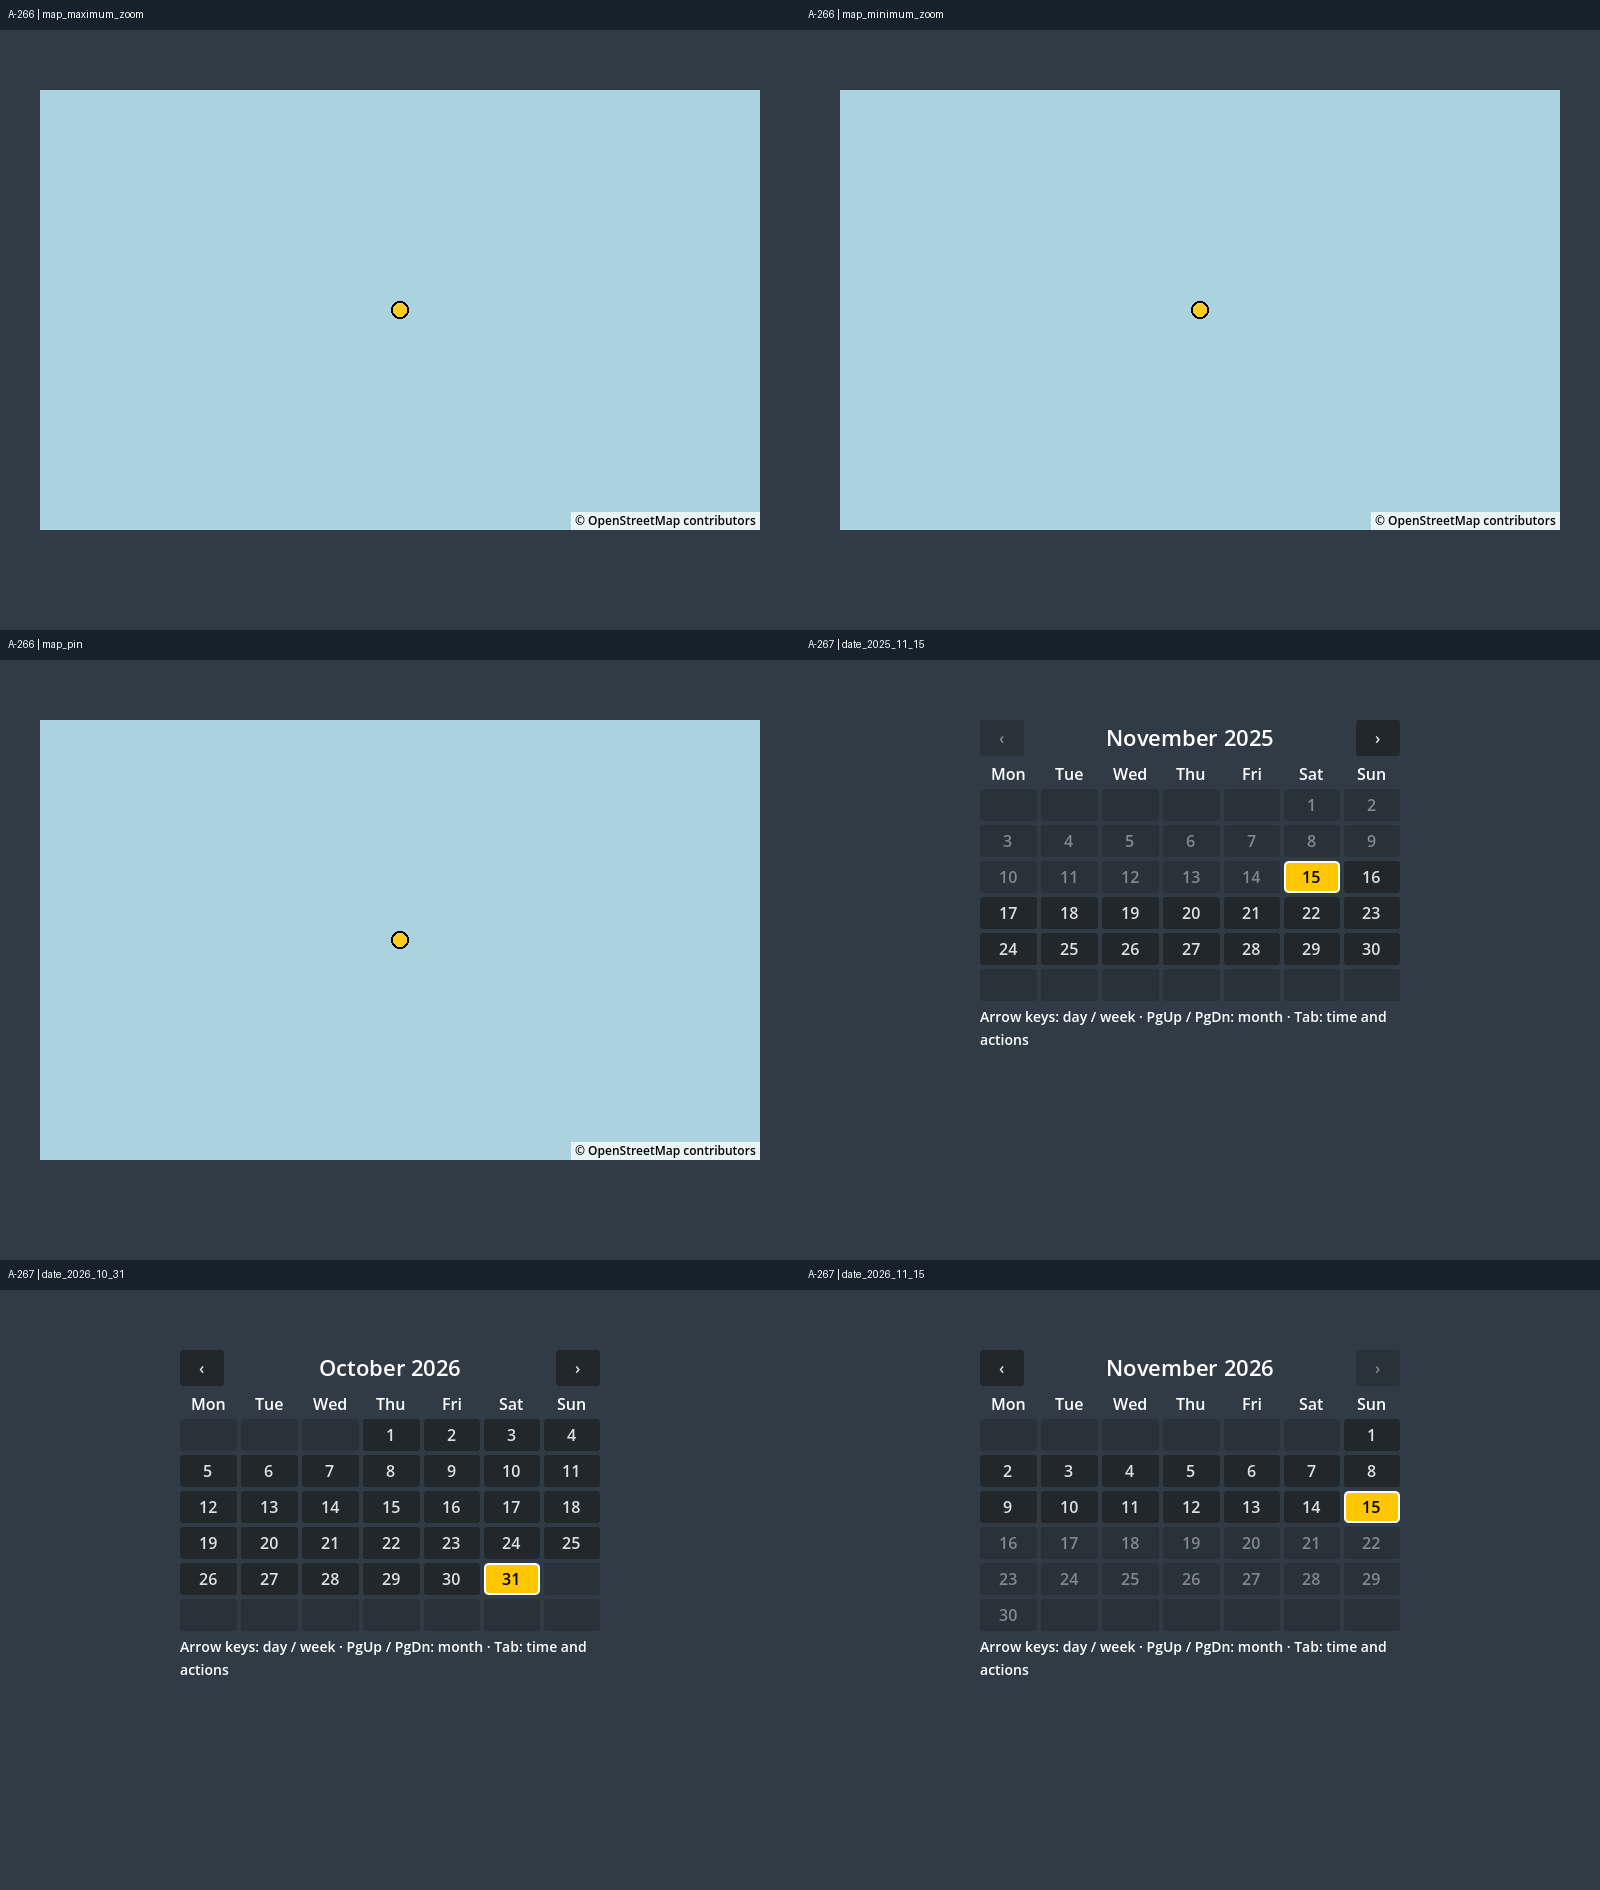 A-266 | map_maximum_zoom
A-266 | map_minimum_zoom
© OpenStreetMap contributors
© OpenStreetMap contributors
A-266 | map_pin
A-267 | date_2025_11_15
© OpenStreetMap contributors
‹ November 2025 ›
Mon Tue Wed Thu Fri Sat Sun
1 2
3 4 5 6 7 8 9
10 11 12 13 14 15 16
17 18 19 20 21 22 23
24 25 26 27 28 29 30
Arrow keys: day / week · PgUp / PgDn: month · Tab: time and
actions
A-267 | date_2026_10_31
A-267 | date_2026_11_15
‹ October 2026 ›
Mon Tue Wed Thu Fri Sat Sun
1 2 3 4
5 6 7 8 9 10 11
12 13 14 15 16 17 18
19 20 21 22 23 24 25
26 27 28 29 30 31
Arrow keys: day / week · PgUp / PgDn: month · Tab: time and
actions
‹ November 2026 ›
Mon Tue Wed Thu Fri Sat Sun
1
2 3 4 5 6 7 8
9 10 11 12 13 14 15
16 17 18 19 20 21 22
23 24 25 26 27 28 29
30
Arrow keys: day / week · PgUp / PgDn: month · Tab: time and
actions